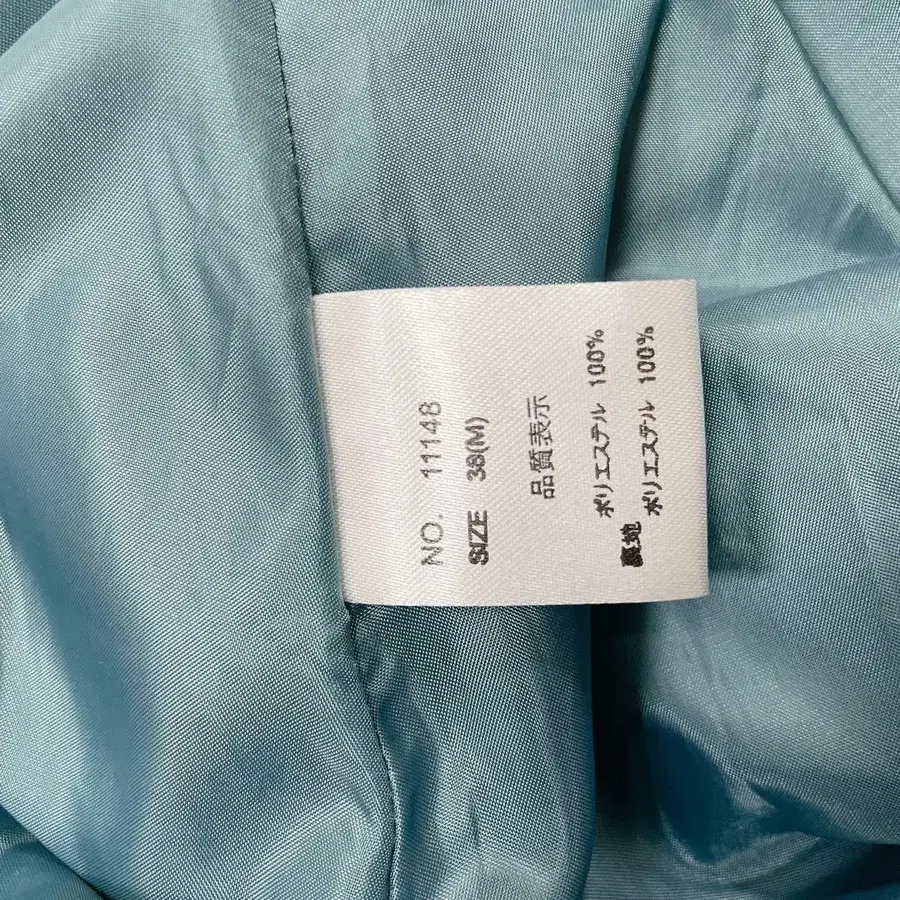 NO. 11148
SIZE 38(M)
品質表示
ポリエステル 100%
裏地 ポリエステル 100%